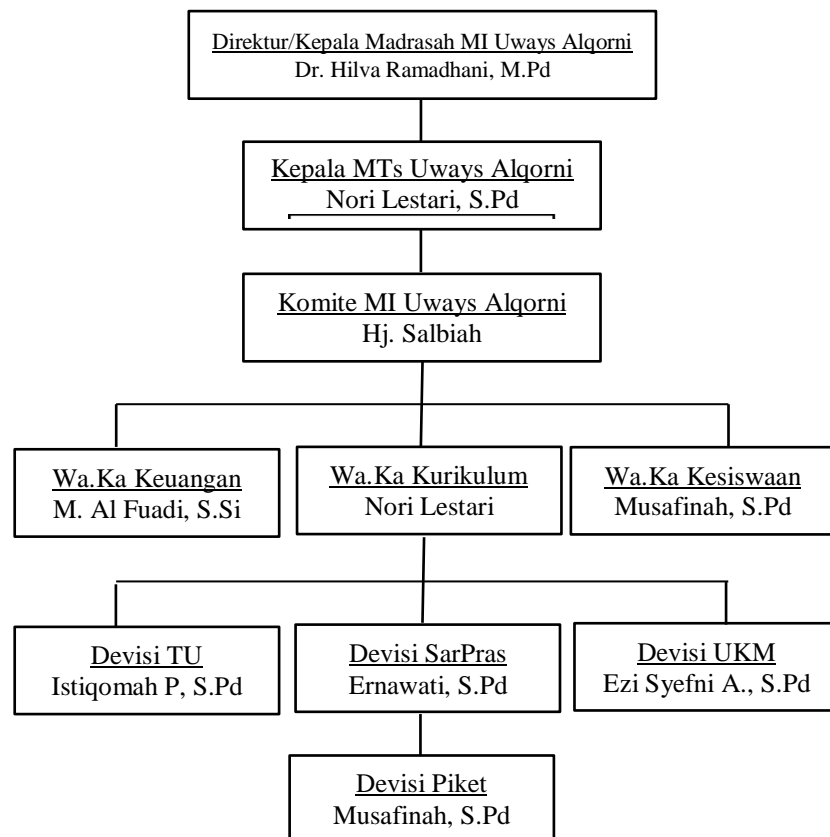 Direktur/Kepala Madrasah MI Uways Alqorni
Dr. Hilva Ramadhani, M.Pd
Kepala MTs Uways Alqorni
Nori Lestari, S.Pd
Komite MI Uways Alqorni
Hj. Salbiah
Wa.Ka Keuangan
M. Al Fuadi, S.Si
Wa.Ka Kurikulum
Nori Lestari
Wa.Ka Kesiswaan
Musafinah, S.Pd
Devisi TU
Istiqomah P, S.Pd
Devisi SarPras
Ernawati, S.Pd
Devisi UKM
Ezi Syefni A., S.Pd
Devisi Piket
Musafinah, S.Pd